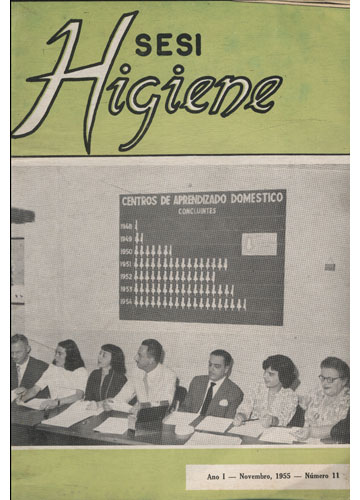 SESI
Higiene
CENTROS DE APRENDIZADO DOMESTICO
CONCLUINTES
1948
1949
1950
1951
1952
1953
1954
Ano I — Novembro, 1955 — Número 11